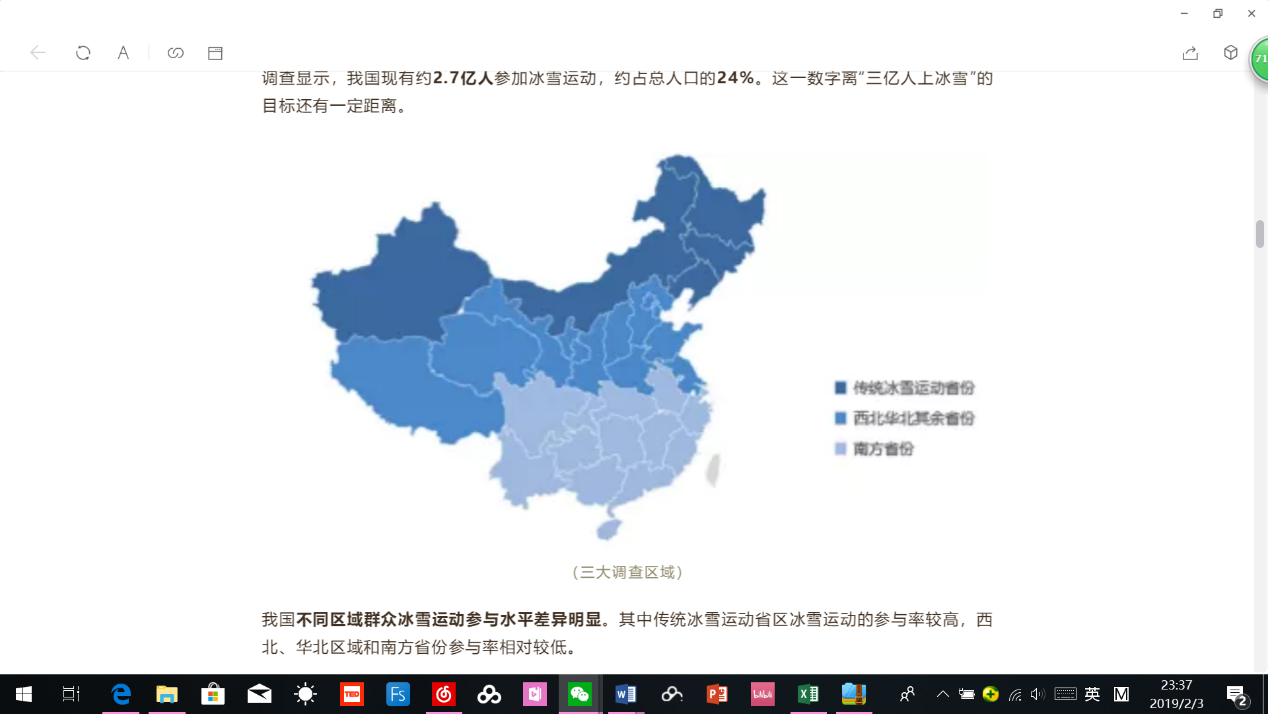 71
调查显示，我国现有约2.7亿人参加冰雪运动，约占总人口的24%。这一数字离“三亿人上冰雪”的
目标还有一定距离。
传统冰雪运动省份
西北华北其余省份
南方省份
（三大调查区域）
我国不同区域群众冰雪运动参与水平差异明显。其中传统冰雪运动省区冰雪运动的参与率较高，西
北、华北区域和南方省份参与率相对较低。
TED
Fs
英
M
23:37
2019/2/3
2